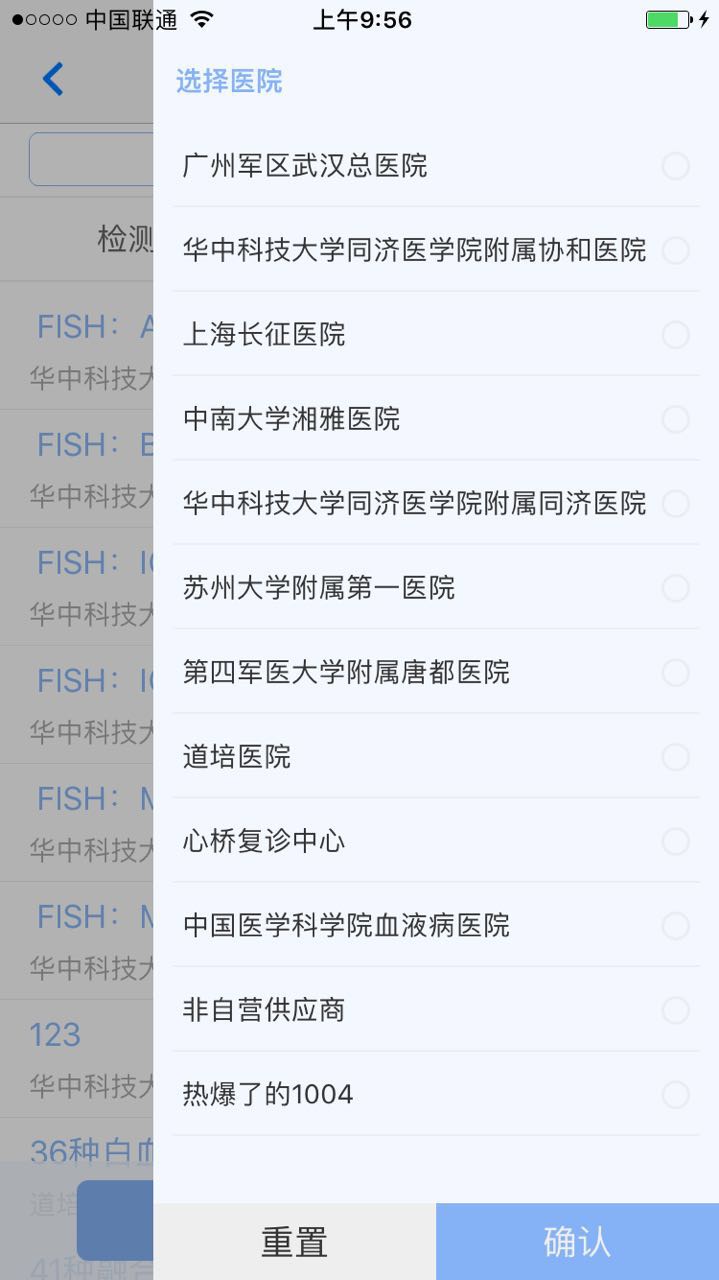 中国联通
上午9:56
选择医院
广州军区武汉总医院
华中科技大学同济医学院附属协和医院
上海长征医院
中南大学湘雅医院
华中科技大学同济医学院附属同济医院
苏州大学附属第一医院
第四军医大学附属唐都医院
道培医院
心桥复诊中心
中国医学科学院血液病医院
非自营供应商
热爆了的1004
重置
确认
检测
FISH: A
华中科技大
FISH: B
华中科技大
FISH: I
华中科技大
FISH: I
华中科技大
FISH: M
华中科技大
FISH: M
华中科技大
123
华中科技大
36种白血
道培
41种融合